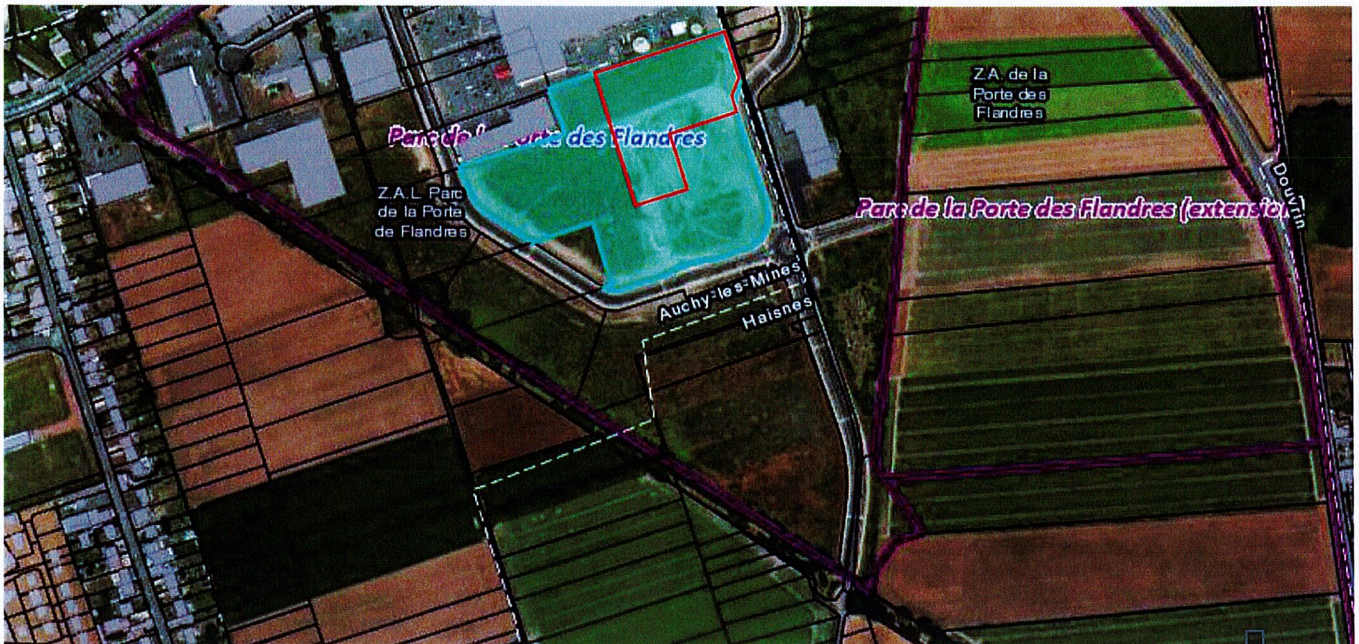 Z.A. de la
Porte des
Flandres
Parc de la Porte des Flandres
Z.A.L. Parc
de la Porte
de Flandres
Douvrin
Parc de la Porte des Flandres (extension)
Auchy-les-Mines
Haisnes